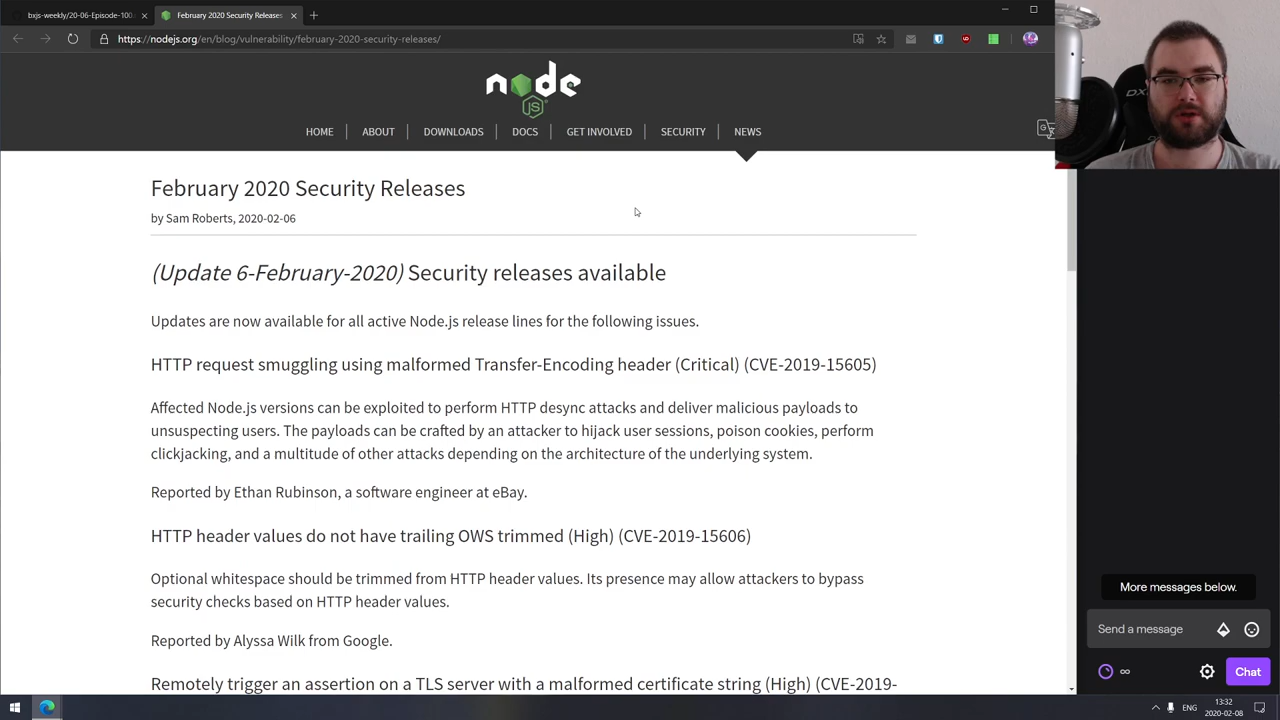 bxjs-weekly/20-06-Episode-100.
February 2020 Security Releases
https://nodejs.org/en/blog/vulnerability/february-2020-security-releases/
node
JS
HOME
ABOUT
DOWNLOADS
DOCS
GET INVOLVED
SECURITY
NEWS
February 2020 Security Releases
by Sam Roberts, 2020-02-06
(Update 6-February-2020) Security releases available
Updates are now available for all active Node.js release lines for the following issues.
HTTP request smuggling using malformed Transfer-Encoding header (Critical) (CVE-2019-15605)
Affected Node.js versions can be exploited to perform HTTP desync attacks and deliver malicious payloads to
unsuspecting users. The payloads can be crafted by an attacker to hijack user sessions, poison cookies, perform
clickjacking, and a multitude of other attacks depending on the architecture of the underlying system.
Reported by Ethan Rubinson, a software engineer at eBay.
HTTP header values do not have trailing OWS trimmed (High) (CVE-2019-15606)
Optional whitespace should be trimmed from HTTP header values. Its presence may allow attackers to bypass
security checks based on HTTP header values.
Reported by Alyssa Wilk from Google.
Remotely trigger an assertion on a TLS server with a malformed certificate string (High) (CVE-2019-
DX
More messages below.
Send a message
∞
Chat
ENG
13:32
2020-02-08